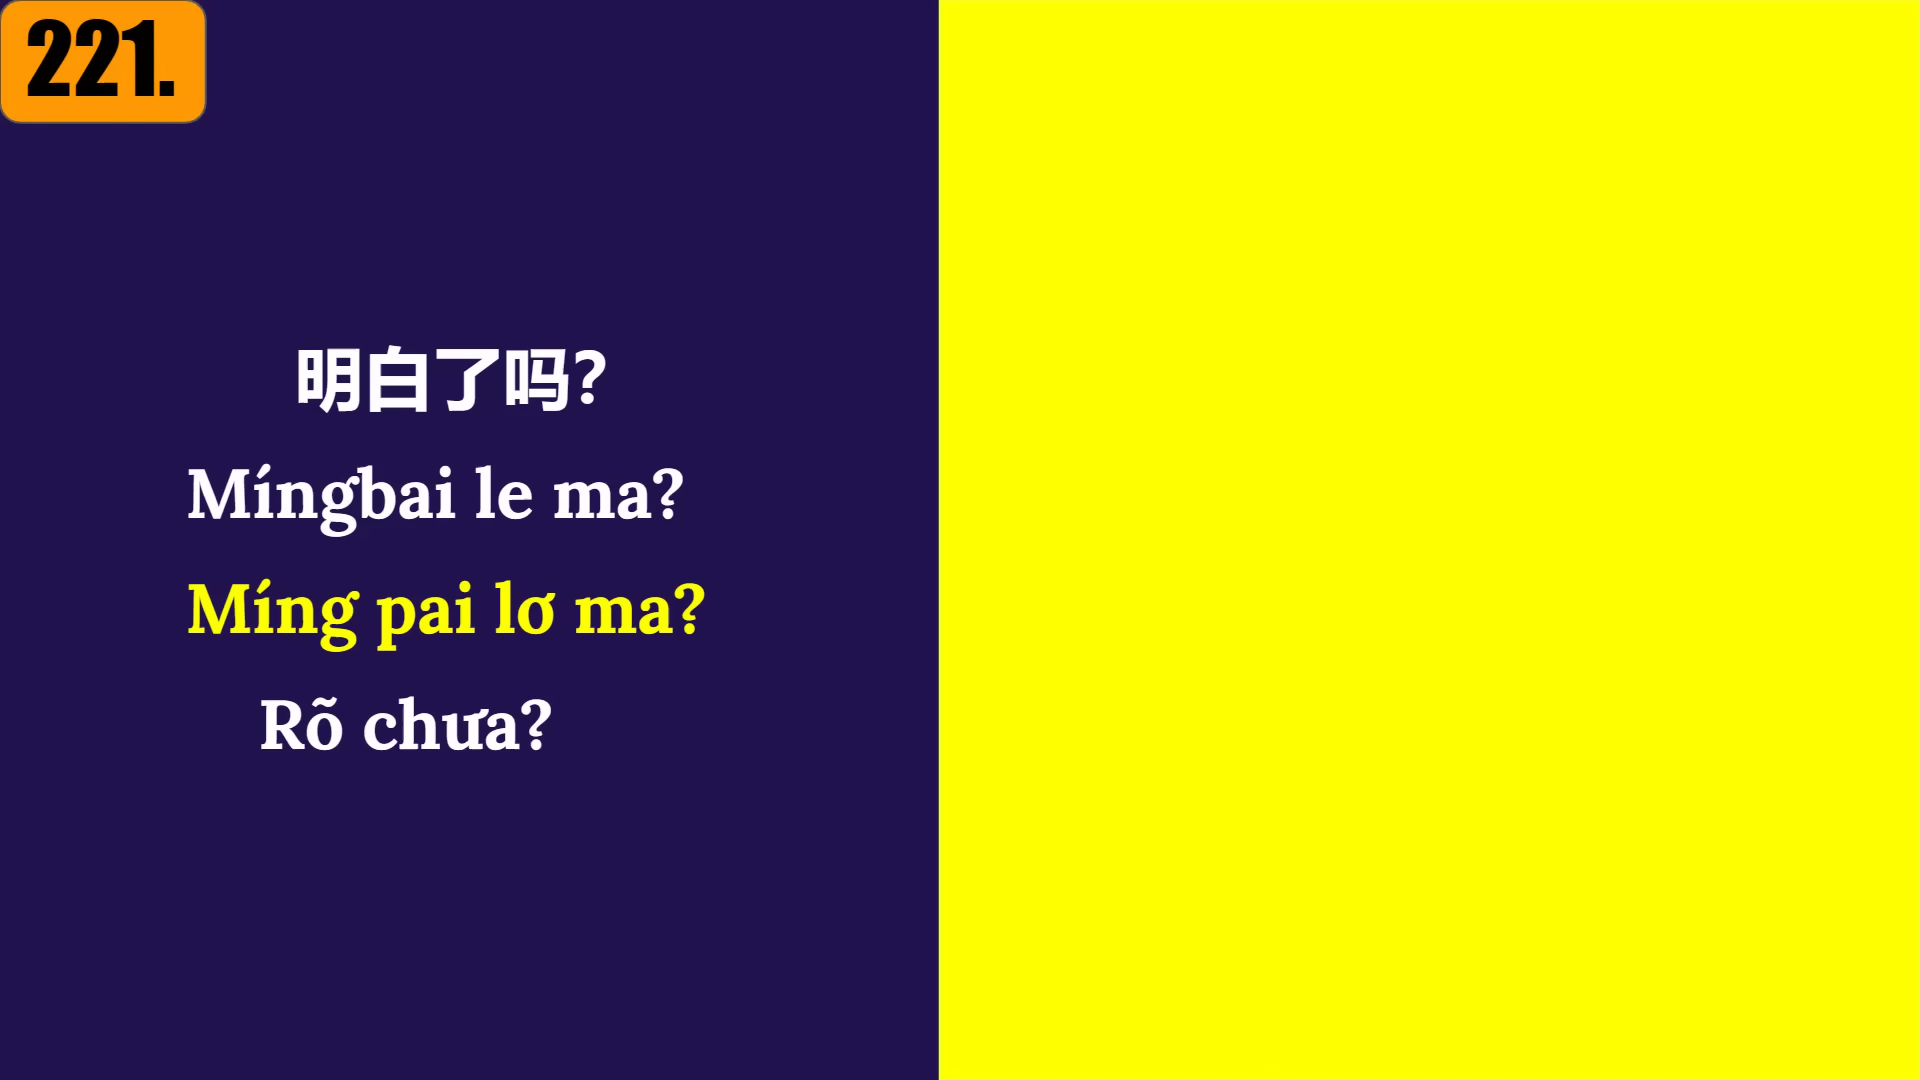 221.
明白了吗?
Míngbai le ma?
Míng pai lơ ma?
Rõ chưa?